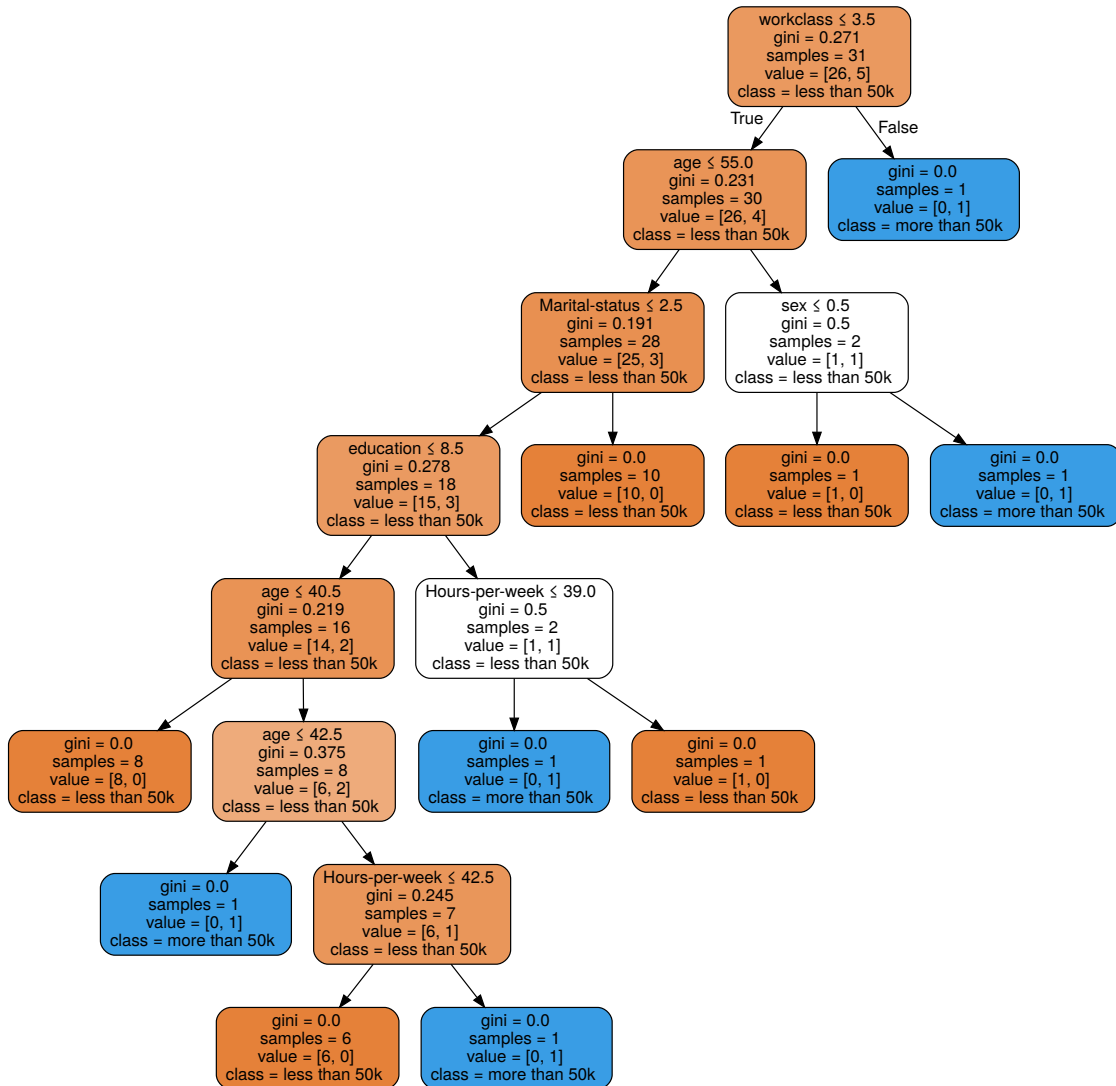 workclass ≤ 3.5
gini = 0.271
samples = 31
value = [26, 5]
class = less than 50k
True
False
age ≤ 55.0
gini = 0.231
samples = 30
value = [26, 4]
class = less than 50k
gini = 0.0
samples = 1
value = [0, 1]
class = more than 50k
Marital-status ≤ 2.5
gini = 0.191
samples = 28
value = [25, 3]
class = less than 50k
sex ≤ 0.5
gini = 0.5
samples = 2
value = [1, 1]
class = less than 50k
education ≤ 8.5
gini = 0.278
samples = 18
value = [15, 3]
class = less than 50k
gini = 0.0
samples = 10
value = [10, 0]
class = less than 50k
gini = 0.0
samples = 1
value = [1, 0]
class = less than 50k
gini = 0.0
samples = 1
value = [0, 1]
class = more than 50k
age ≤ 40.5
gini = 0.219
samples = 16
value = [14, 2]
class = less than 50k
Hours-per-week ≤ 39.0
gini = 0.5
samples = 2
value = [1, 1]
class = less than 50k
gini = 0.0
samples = 8
value = [8, 0]
class = less than 50k
age ≤ 42.5
gini = 0.375
samples = 8
value = [6, 2]
class = less than 50k
gini = 0.0
samples = 1
value = [0, 1]
class = more than 50k
gini = 0.0
samples = 1
value = [1, 0]
class = less than 50k
gini = 0.0
samples = 1
value = [0, 1]
class = more than 50k
Hours-per-week ≤ 42.5
gini = 0.245
samples = 7
value = [6, 1]
class = less than 50k
gini = 0.0
samples = 6
value = [6, 0]
class = less than 50k
gini = 0.0
samples = 1
value = [0, 1]
class = more than 50k